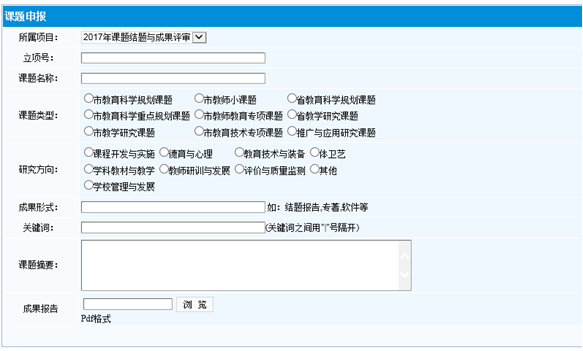 课题申报
所属项目： 2017年课题结题与成果评审
立项号：
课题名称：
市教育科学规划课题 市教师小课题 省教育科学规划课题
课题类型： 市教育科学重点规划课题 市教师教育专项课题 省教学研究课题
市教学研究课题 市教育技术专项课题 推广与应用研究课题
课程开发与实施 德育与心理 教育技术与装备 体卫艺
研究方向： 学科教材与教学 教师研训与发展 评价与质量监测 其他
学校管理与发展
成果形式： 如：结题报告,专著,软件等
关键词： (关键词之间用"|"号隔开)
课题摘要：
成果报告 浏 览
Pdf格式